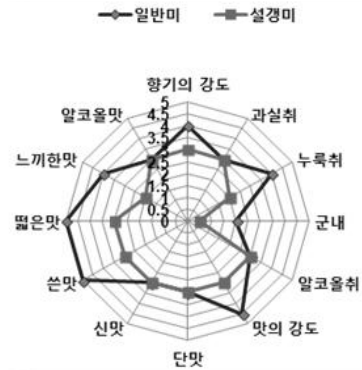 일반미 설갱미
향기의 강도
알코올맛 과실취
느끼한맛 누룩취
떫은맛 군내
쓴맛 알코올취
신맛 맛의 강도
단맛
5
4.5
4
3.5
3
2.5
2
1.5
1
0.5
0